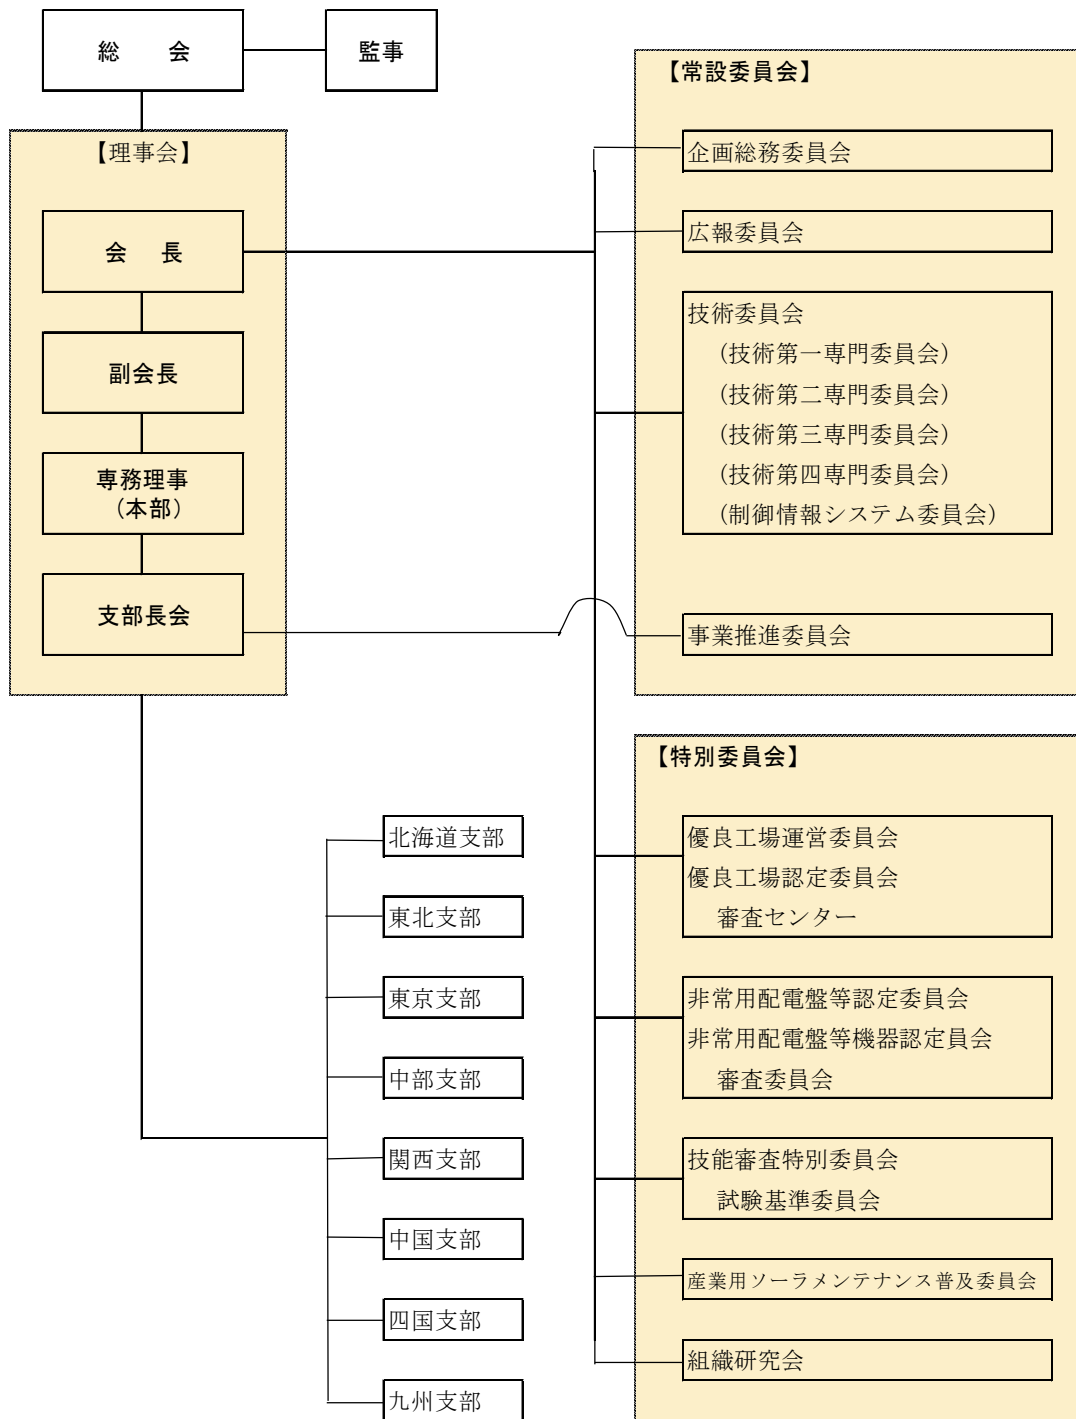 総　会
監事
【理事会】
会　長
副会長
専務理事
（本部）
支部長会
【常設委員会】
企画総務委員会
広報委員会
技術委員会
（技術第一専門委員会）
（技術第二専門委員会）
（技術第三専門委員会）
（技術第四専門委員会）
（制御情報システム委員会）
事業推進委員会
【特別委員会】
優良工場運営委員会
優良工場認定委員会
審査センター
非常用配電盤等認定委員会
非常用配電盤等機器認定員会
審査委員会
技能審査特別委員会
試験基準委員会
産業用ソーラメンテナンス普及委員会
組織研究会
北海道支部
東北支部
東京支部
中部支部
関西支部
中国支部
四国支部
九州支部